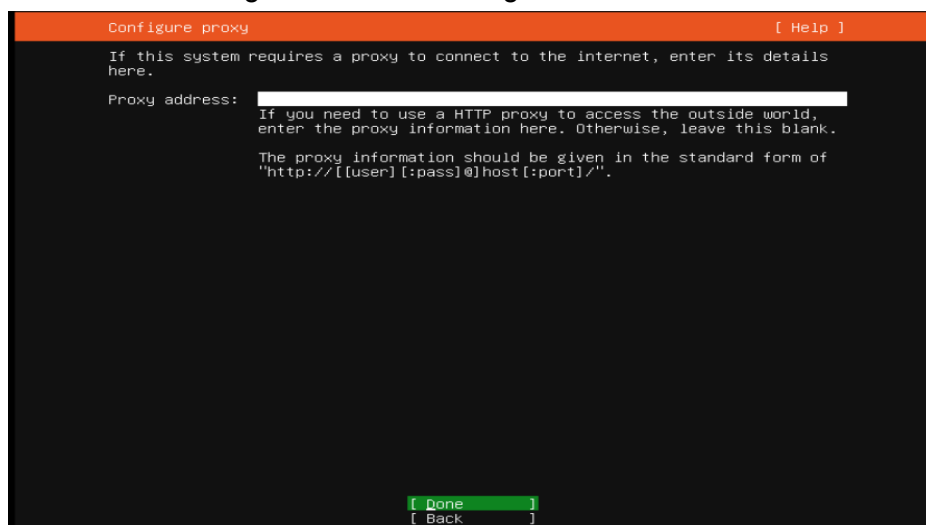 Configure proxy [ Help ]
If this system requires a proxy to connect to the internet, enter its details
here.
Proxy address:
If you need to use a HTTP proxy to access the outside world,
enter the proxy information here. Otherwise, leave this blank.
The proxy information should be given in the standard form of
"http://[[user][:pass]@]host[:port]/".
[ Done ]
[ Back ]